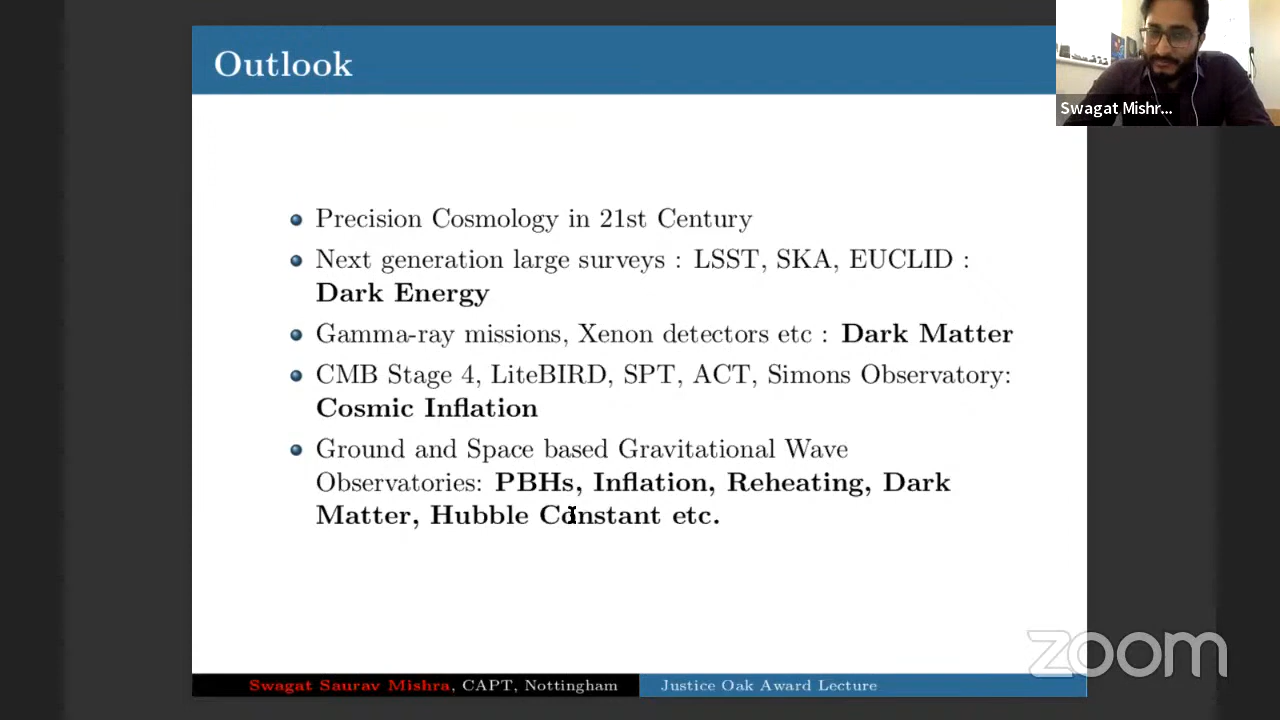 Outlook
Swagat Mishr...
Precision Cosmology in 21st Century
Next generation large surveys : LSST, SKA, EUCLID :
Dark Energy
Gamma-ray missions, Xenon detectors etc : Dark Matter
CMB Stage 4, LiteBIRD, SPT, ACT, Simons Observatory:
Cosmic Inflation
Ground and Space based Gravitational Wave
Observatories: PBHs, Inflation, Reheating, Dark
Matter, Hubble Constant etc.
zoom
Swagat Saurav Mishra, CAPT, Nottingham
Justice Oak Award Lecture